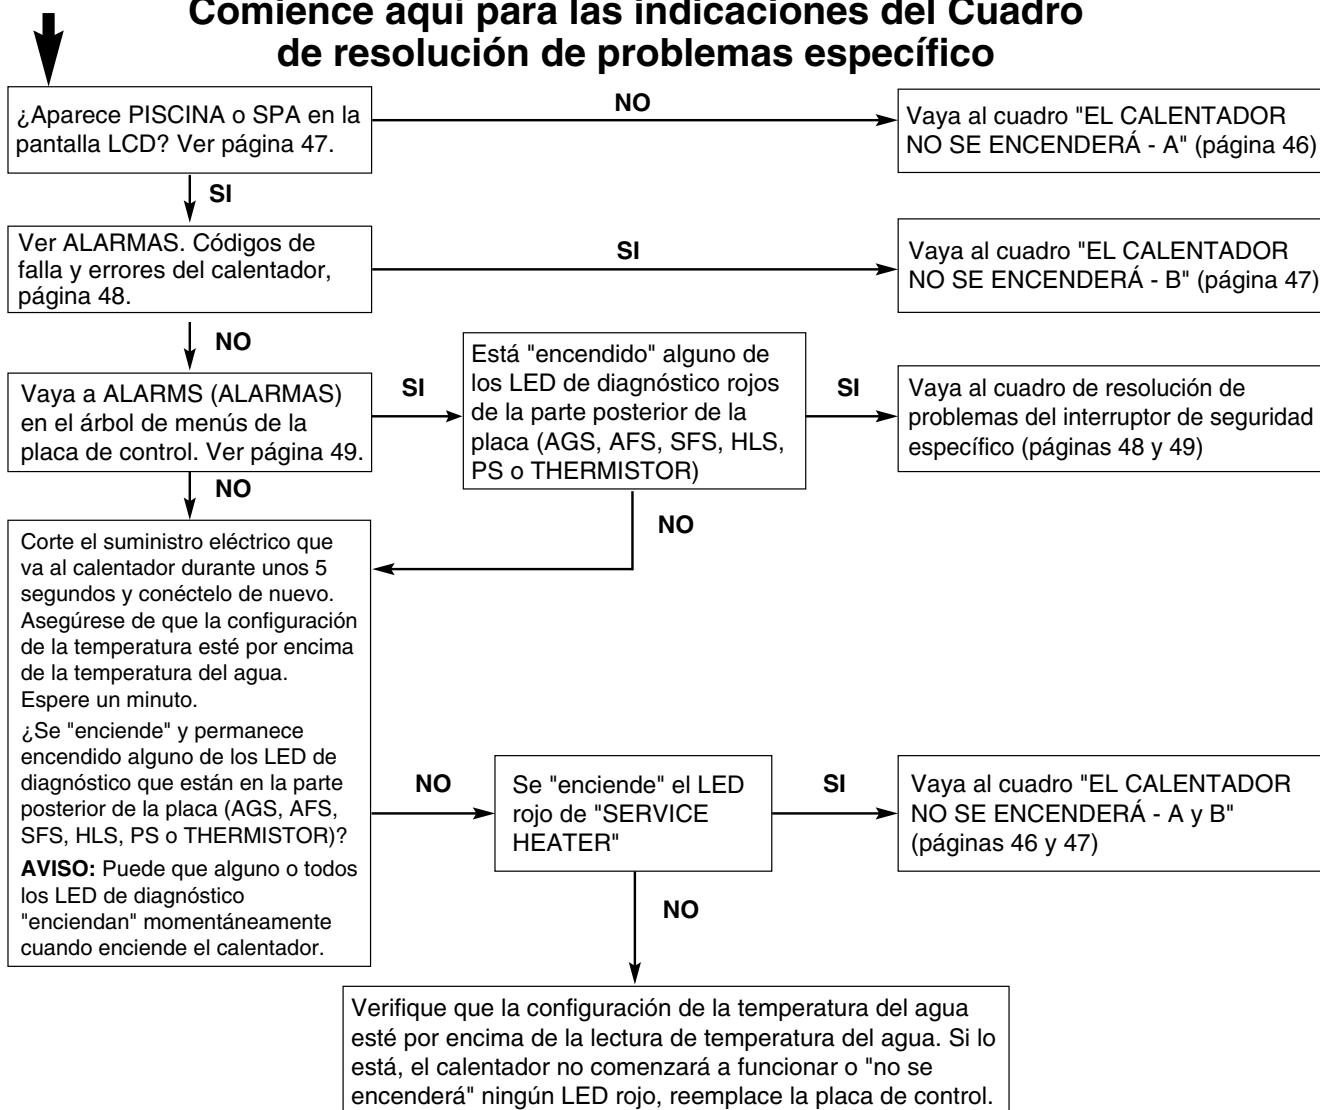 Comience aquí para las indicaciones del Cuadro
de resolución de problemas específico
¿Aparece PISCINA o SPA en la
pantalla LCD? Ver página 47.
NO
Vaya al cuadro "EL CALENTADOR
NO SE ENCENDERÁ - A" (página 46)
SI
Ver ALARMAS. Códigos de
falla y errores del calentador,
página 48.
SI
Vaya al cuadro "EL CALENTADOR
NO SE ENCENDERÁ - B" (página 47)
NO
Vaya a ALARMS (ALARMAS)
en el árbol de menús de la
placa de control. Ver página 49.
SI
Está "encendido" alguno de
los LED de diagnóstico rojos
de la parte posterior de la
placa (AGS, AFS, SFS, HLS,
PS o THERMISTOR)
SI
Vaya al cuadro de resolución de
problemas del interruptor de seguridad
específico (páginas 48 y 49)
NO
NO
Corte el suministro eléctrico que
va al calentador durante unos 5
segundos y conéctelo de nuevo.
Asegúrese de que la configuración
de la temperatura esté por encima
de la temperatura del agua.
Espere un minuto.
¿Se "enciende" y permanece
encendido alguno de los LED de
diagnóstico que están en la parte
posterior de la placa (AGS, AFS,
SFS, HLS, PS o THERMISTOR)?
AVISO: Puede que alguno o todos
los LED de diagnóstico
"enciendan" momentáneamente
cuando enciende el calentador.
NO
Se "enciende" el LED
rojo de "SERVICE
HEATER"
SI
Vaya al cuadro "EL CALENTADOR
NO SE ENCENDERÁ - A y B"
(páginas 46 y 47)
NO
Verifique que la configuración de la temperatura del agua
esté por encima de la lectura de temperatura del agua. Si lo
está, el calentador no comenzará a funcionar o "no se
encenderá" ningún LED rojo, reemplace la placa de control.